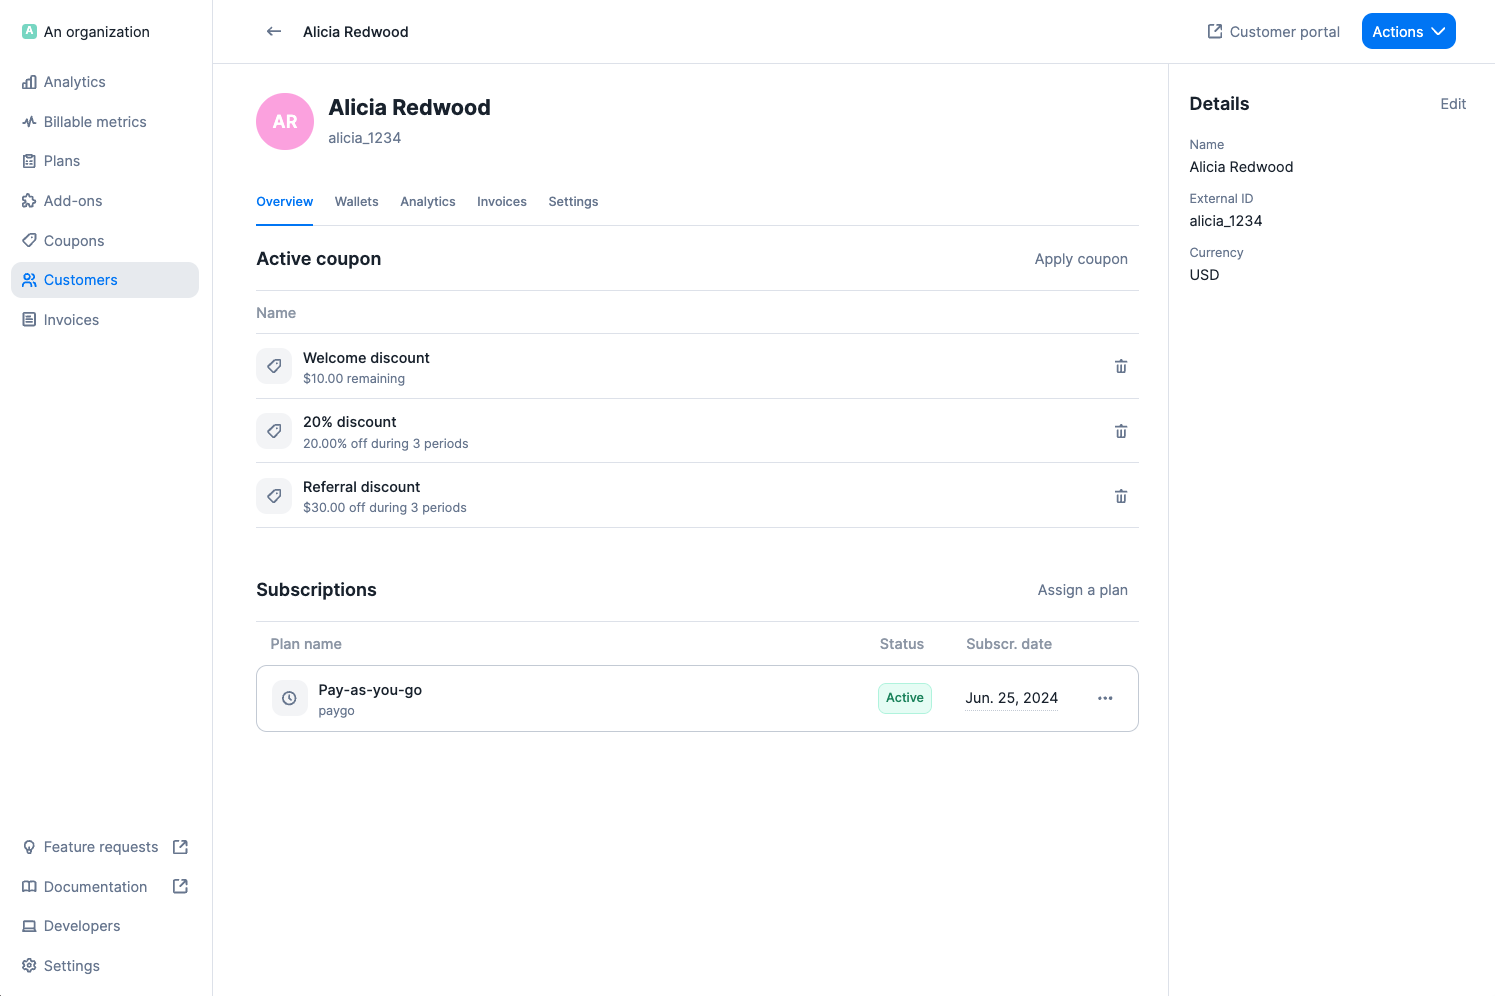 A An organization
Analytics
Billable metrics
Plans
Add-ons
Coupons
Customers
Invoices
Feature requests
Documentation
Developers
Settings
Alicia Redwood
Customer portal
Actions
AR
Alicia Redwood
alicia_1234
Overview Wallets Analytics Invoices Settings
Active coupon Apply coupon
Name
Welcome discount
$10.00 remaining
20% discount
20.00% off during 3 periods
Referral discount
$30.00 off during 3 periods
Subscriptions Assign a plan
Plan name Status Subscr. date
Pay-as-you-go
paygo
Active Jun. 25, 2024
Details Edit
Name
Alicia Redwood
External ID
alicia_1234
Currency
USD